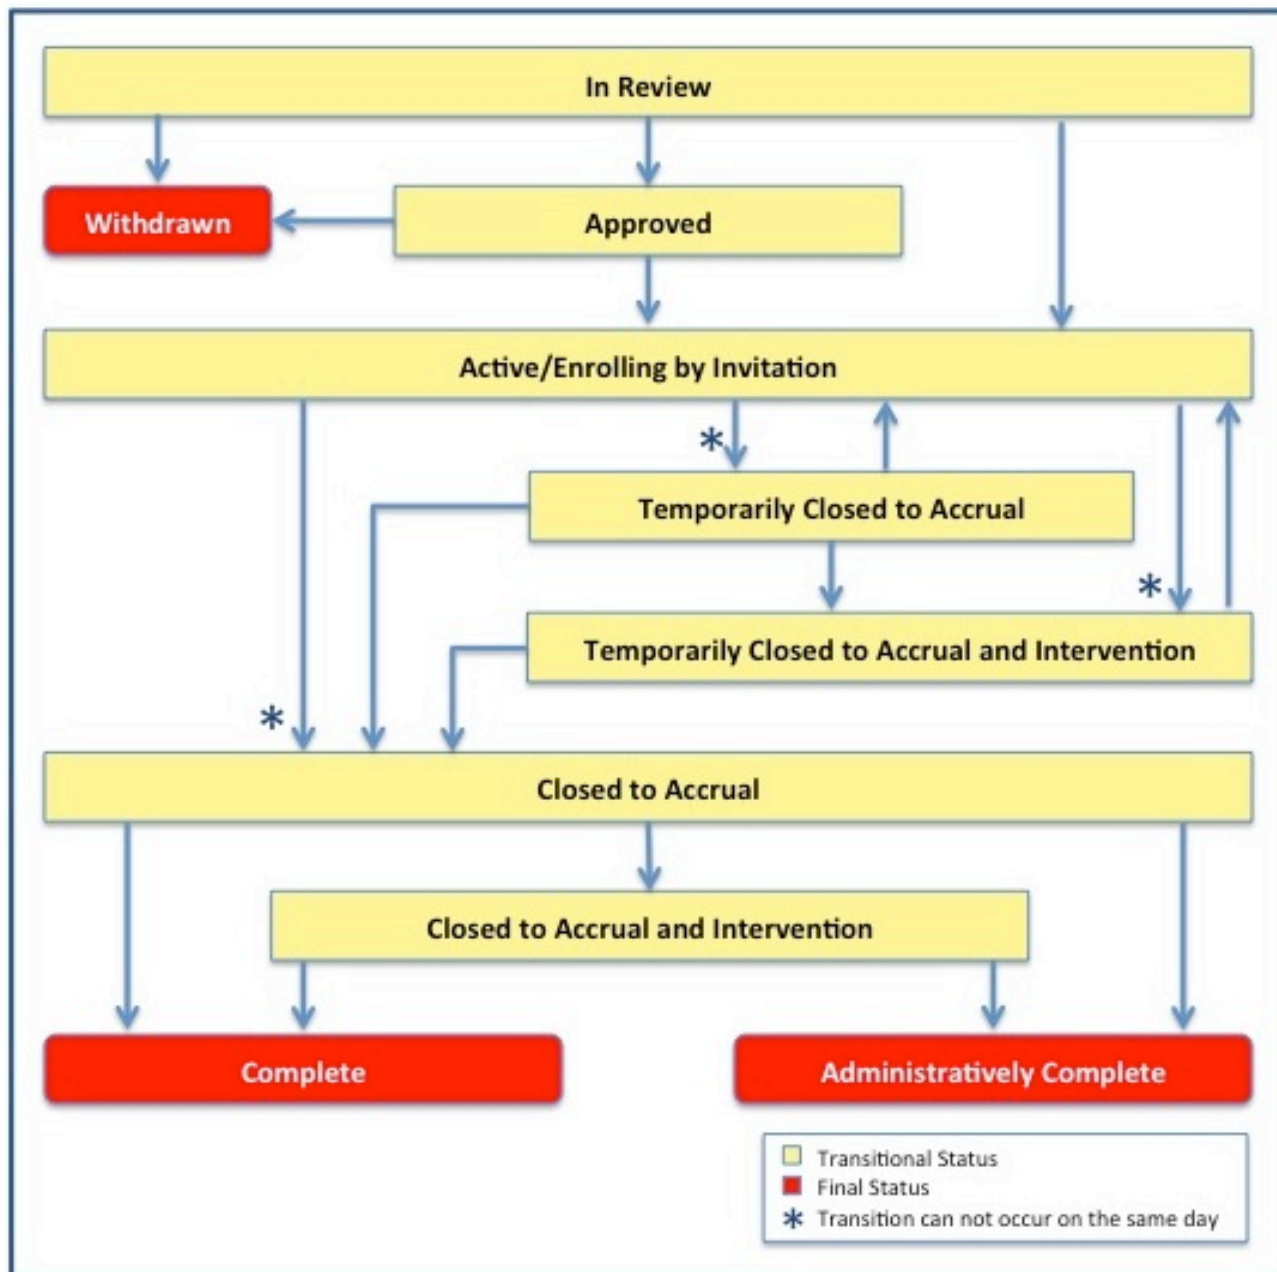 In Review
Withdrawn
Approved
Active/Enrolling by Invitation
*
Temporarily Closed to Accrual
*
Temporarily Closed to Accrual and Intervention
*
Closed to Accrual
Closed to Accrual and Intervention
Complete
Administratively Complete
Transitional Status
Final Status
* Transition can not occur on the same day